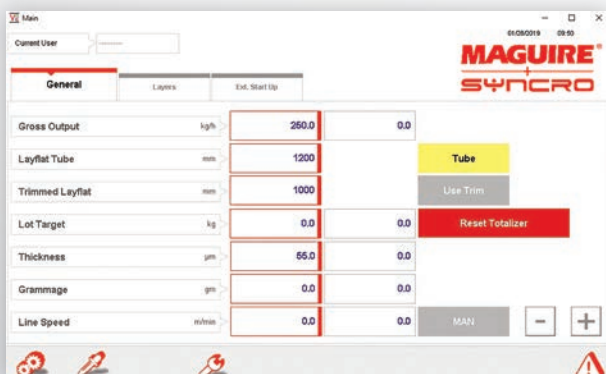 Main
01/28/2019 09:50
Current User
MAGUIRE®
+
SYNCRO
General Layers Ext. Start Up
Gross Output kg/h 250.0 0.0
Layflat Tube mm 1200 Tube
Trimmed Layflat mm 1000 Use Trim
Lot Target kg 0.0 0.0 Reset Totalizer
Thickness µm 55.0 0.0
Grammage gm 0.0 0.0
Line Speed m/min 0.0 0.0 MAN - +